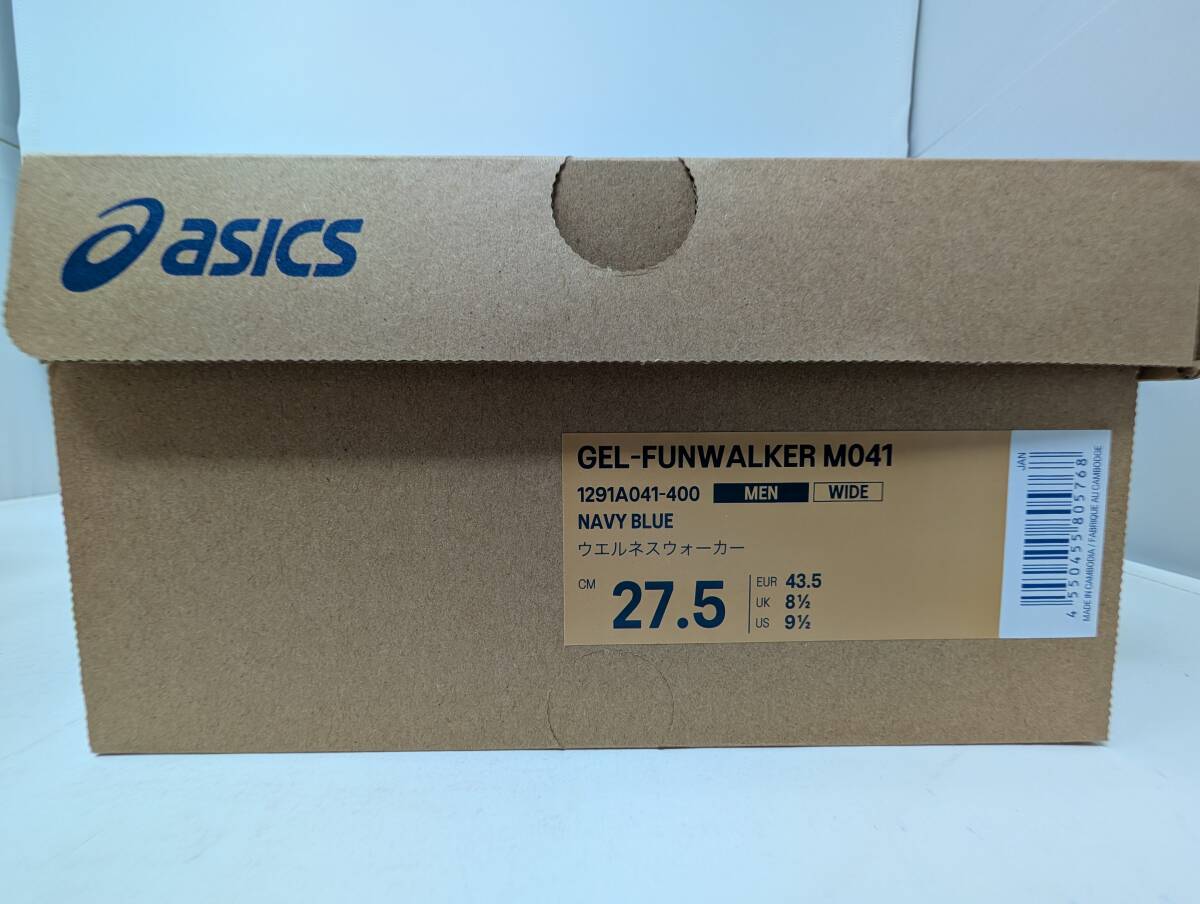 asics
GEL-FUNWALKER M041
1291A041-400 MEN WIDE
NAVY BLUE
ウエルネスウォーカー
CM 27.5
EUR 43.5
UK 8½
US 9½
JAN
4 550455 805768
MADE IN CAMBODIA / FABRIQUE AU CAMBODGE